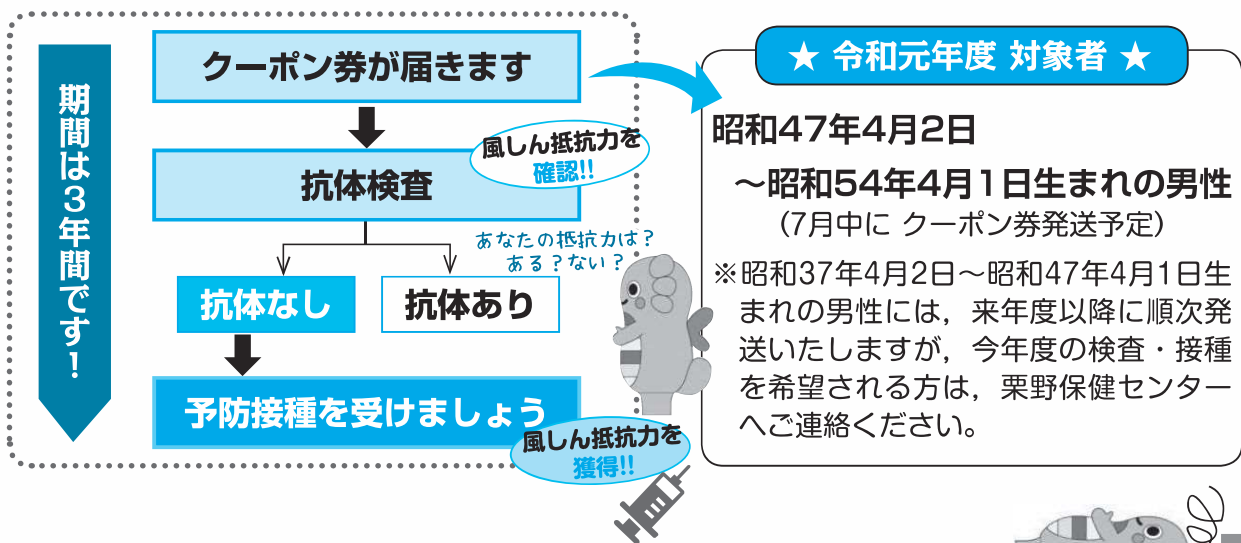 期間は3年間です！
クーポン券が届きます
風しん抵抗力を
確認!!
抗体検査
あなたの抵抗力は？
ある？ない？
抗体なし
抗体あり
予防接種を受けましょう
風しん抵抗力を
獲得!!
★ 令和元年度 対象者 ★
昭和47年4月2日
～昭和54年4月1日生まれの男性
（7月中に クーポン券発送予定）
※昭和37年4月2日～昭和47年4月1日生
まれの男性には，来年度以降に順次発
送いたしますが，今年度の検査・接種
を希望される方は，栗野保健センター
へご連絡ください。